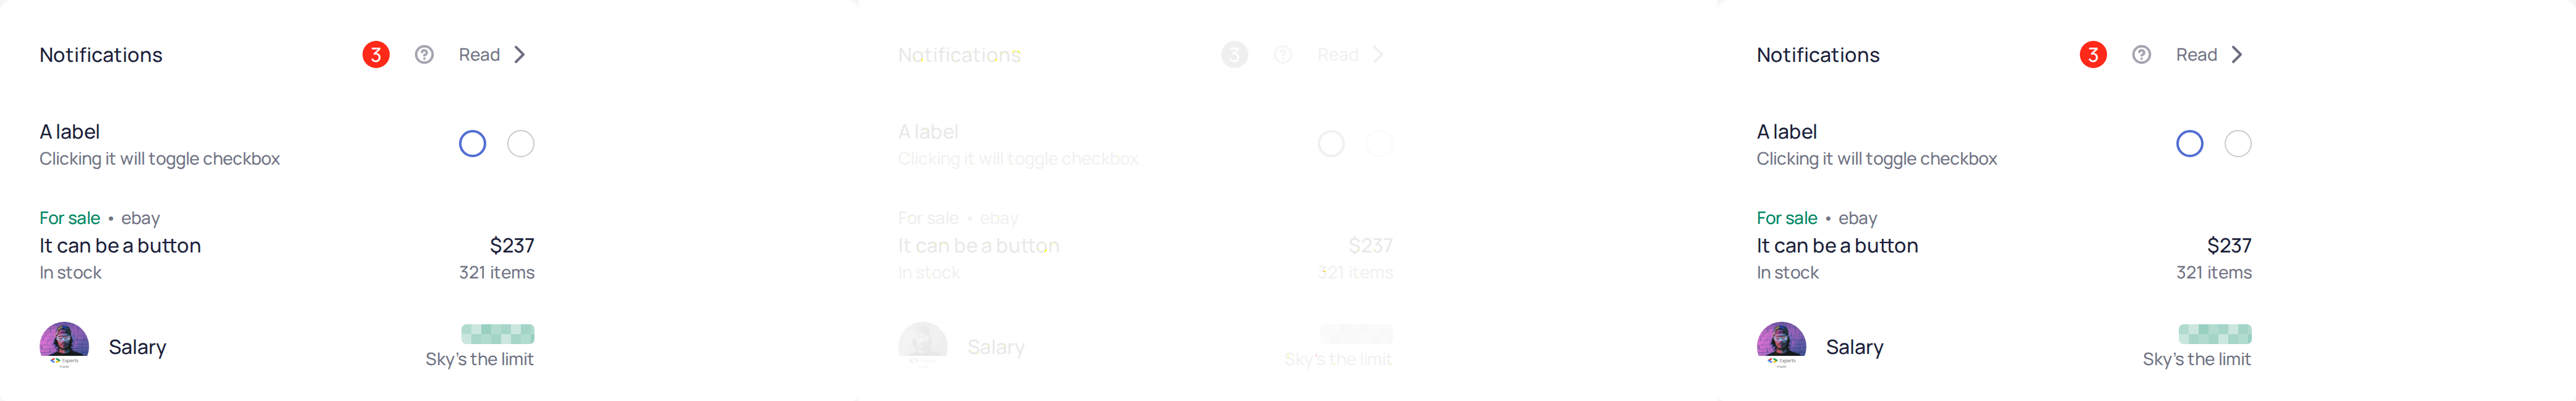 Notifications 3 Read
A label
Clicking it will toggle checkbox
For sale • ebay
It can be a button $237
In stock 321 items
Salary
Sky's the limit
Experts
Notifications 3 Read
A label
Clicking it will toggle checkbox
For sale • ebay
It can be a button $237
In stock 321 items
Salary
Sky's the limit
Notifications 3 Read
A label
Clicking it will toggle checkbox
For sale • ebay
It can be a button $237
In stock 321 items
Salary
Sky's the limit
Experts